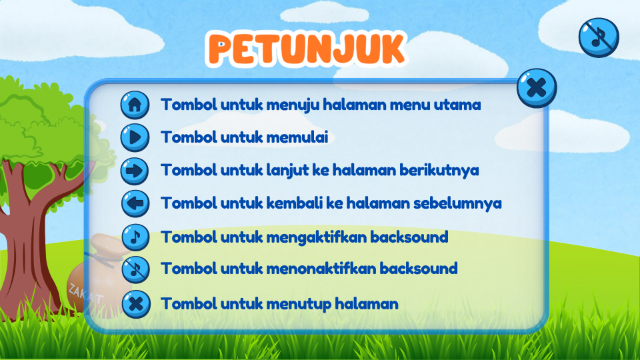 PETUNJUK
Tombol untuk menuju halaman menu utama
Tombol untuk memulai
Tombol untuk lanjut ke halaman berikutnya
Tombol untuk kembali ke halaman sebelumnya
Tombol untuk mengaktifkan backsound
Tombol untuk menonaktifkan backsound
Tombol untuk menutup halaman
ZAKAT